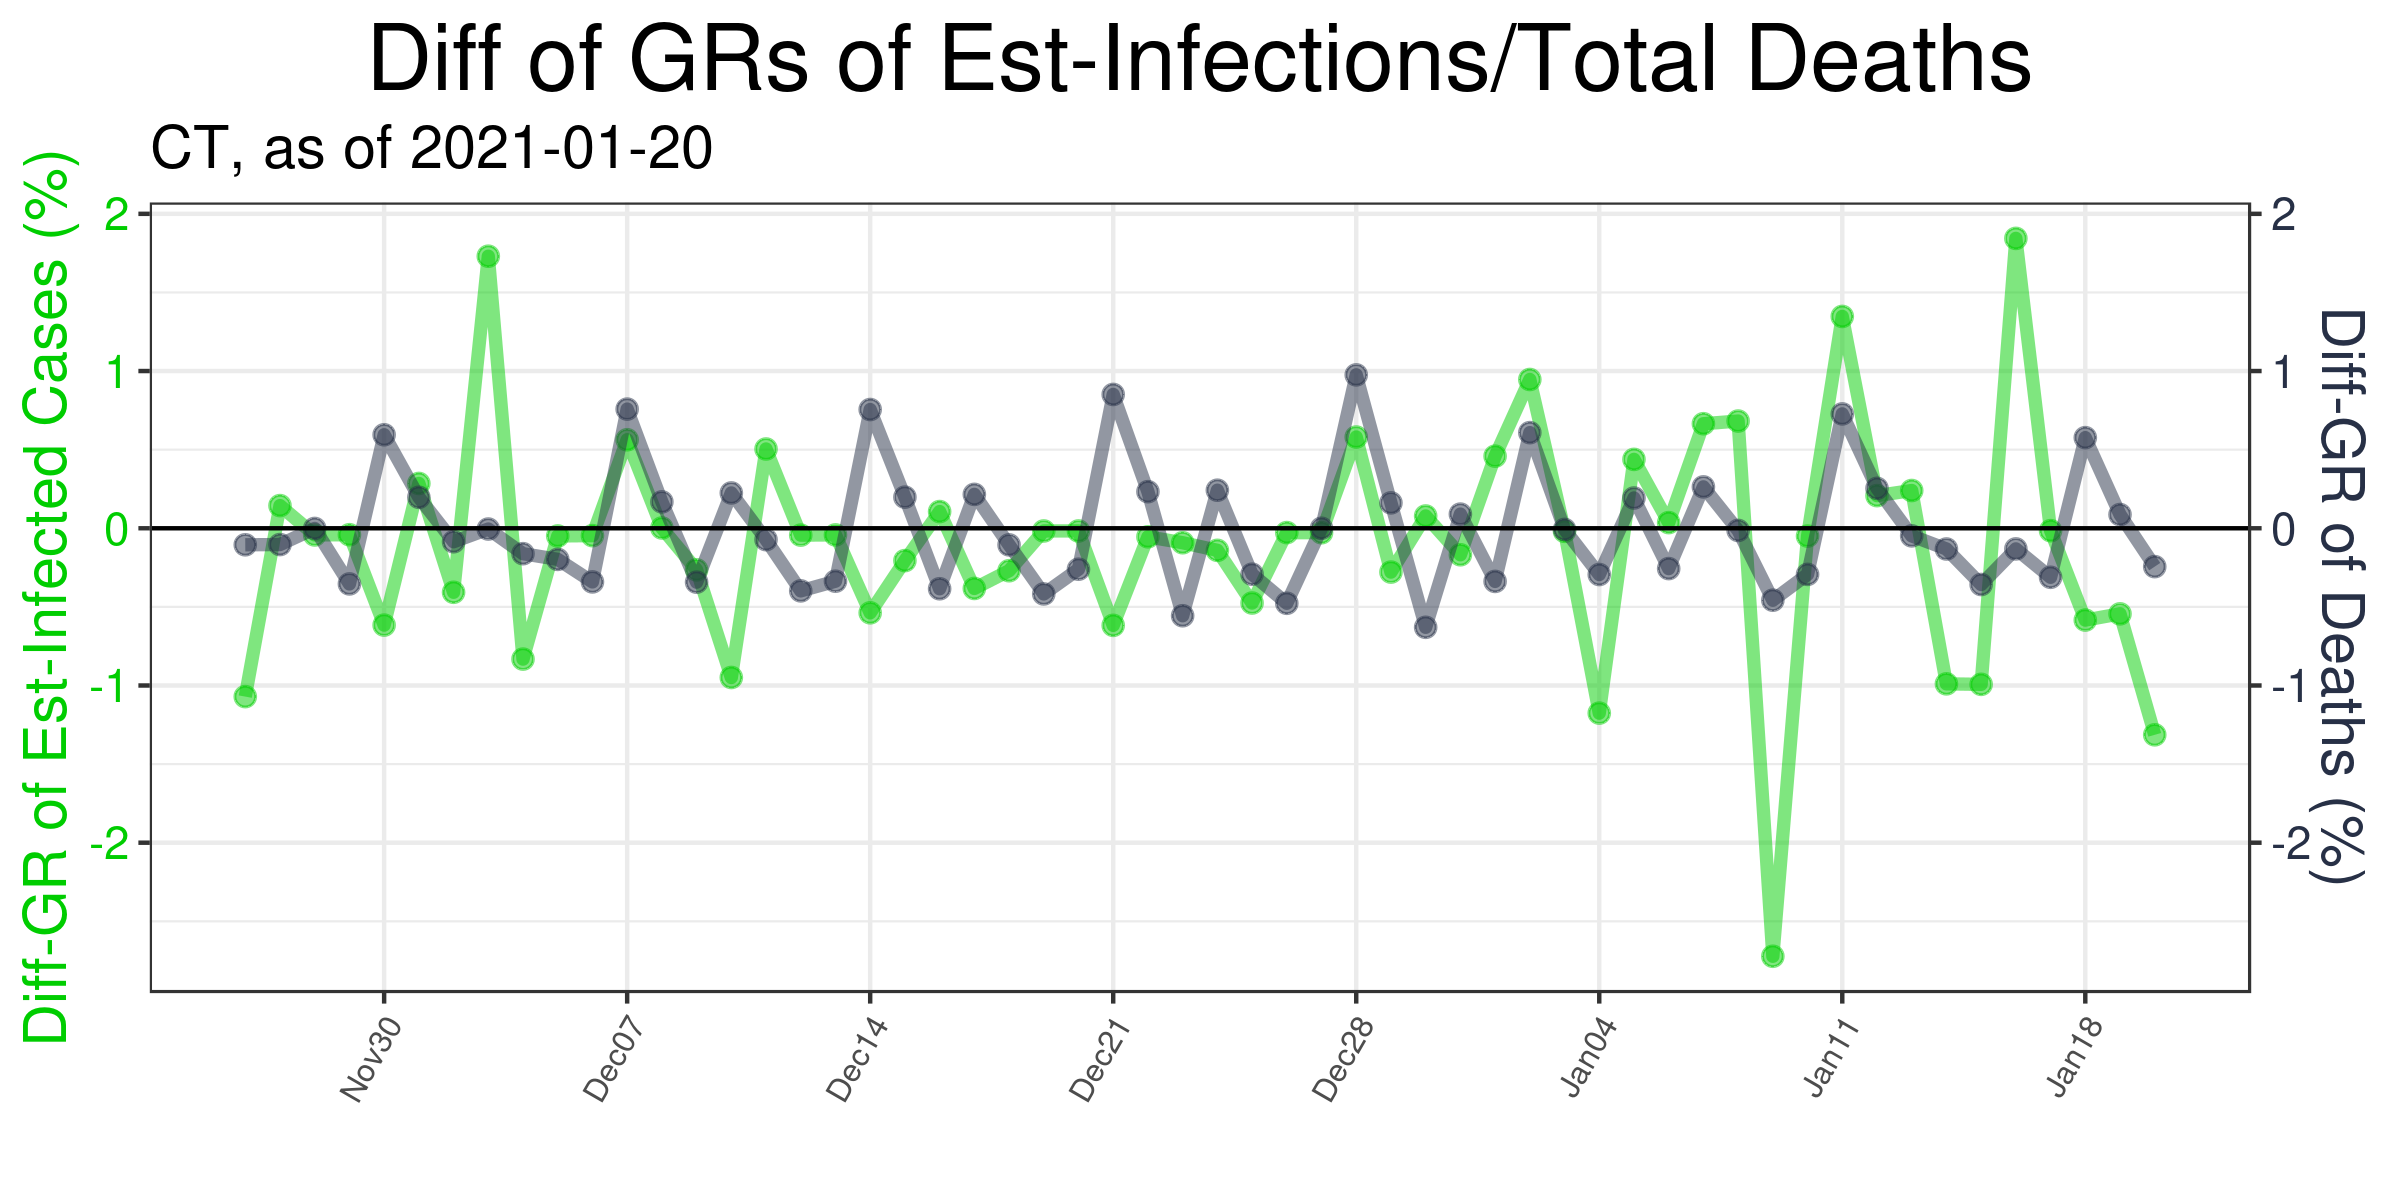 Diff of GRs of Est-Infections/Total Deaths
CT, as of 2021-01-20
Diff-GR of Est-Infected Cases (%)
2
1
0
-1
-2
2
1
0
-1
-2
Diff-GR of Deaths (%)
Nov30
Dec07
Dec14
Dec21
Dec28
Jan04
Jan11
Jan18